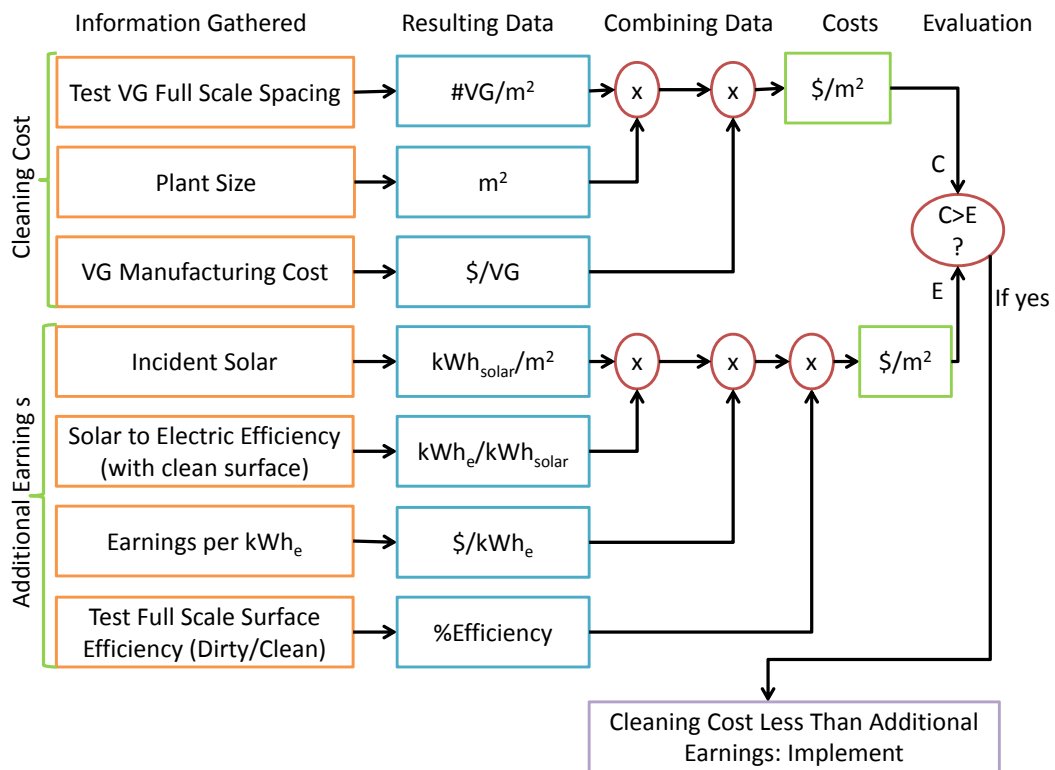 Information Gathered
Resulting Data
Combining Data
Costs
Evaluation
Cleaning Cost
Test VG Full Scale Spacing
#VG/m²
x
x
$/m²
Plant Size
m²
C
C>E
?
VG Manufacturing Cost
$/VG
E
If yes
Additional Earning s
Incident Solar
kWhsolar/m²
x
x
x
$/m²
Solar to Electric Efficiency
(with clean surface)
kWhe/kWhsolar
Earnings per kWhe
$/kWhe
Test Full Scale Surface
Efficiency (Dirty/Clean)
%Efficiency
Cleaning Cost Less Than Additional
Earnings: Implement